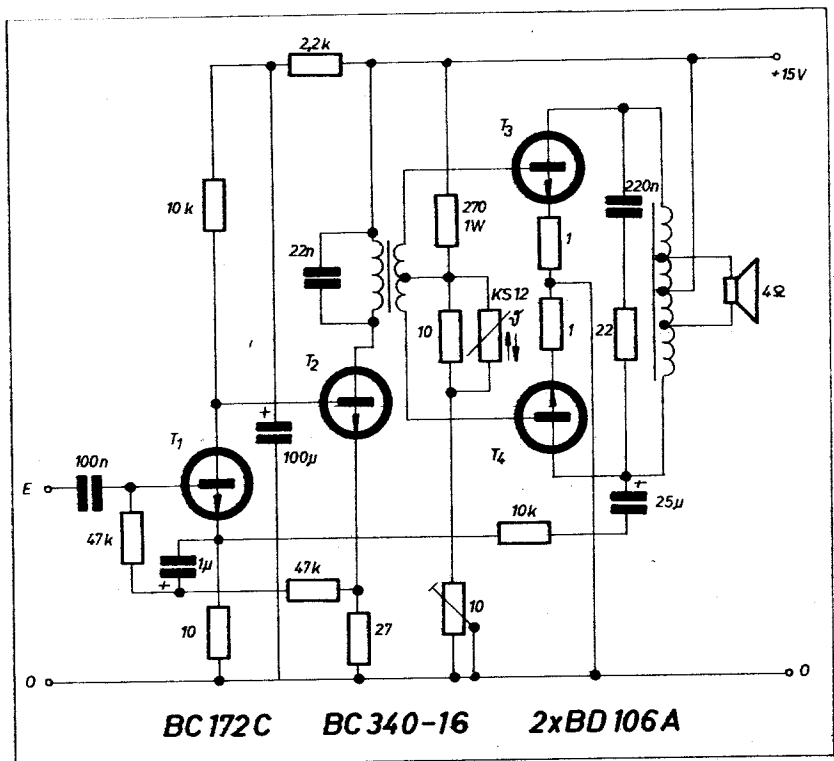 2,2k
+15V
T3
10k
270
1W
220n
22n
1
KS12
4Ω
10
ϑ
1
22
T2
T1
100µ
+
T4
+
25µ
100n
E
10k
47k
1µ
+
47k
10
10
27
0
0
BC172C BC340-16 2xBD106A